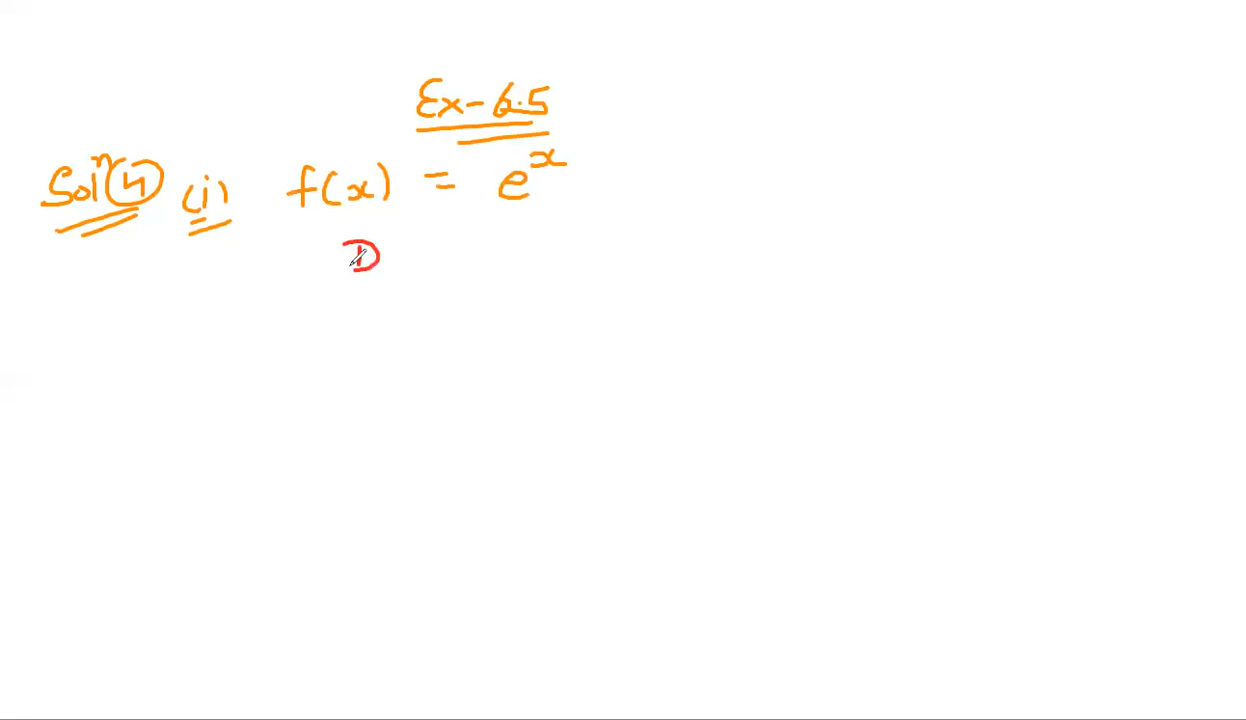 Ex-6.5
Solⁿ (4) (i) f(x) = eˣ
D